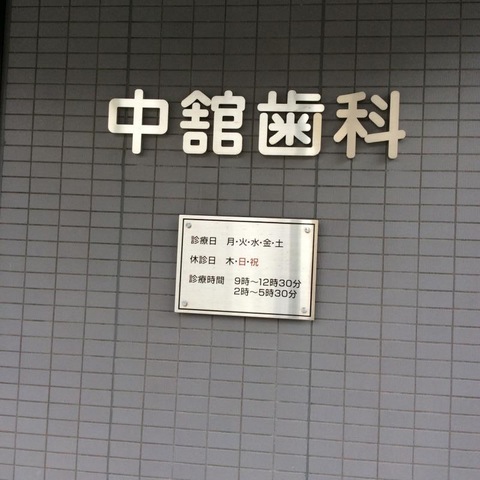 中舘歯科
診療日 月・火・水・金・土
休診日 木・日・祝
診療時間 9時〜12時30分
2時〜5時30分